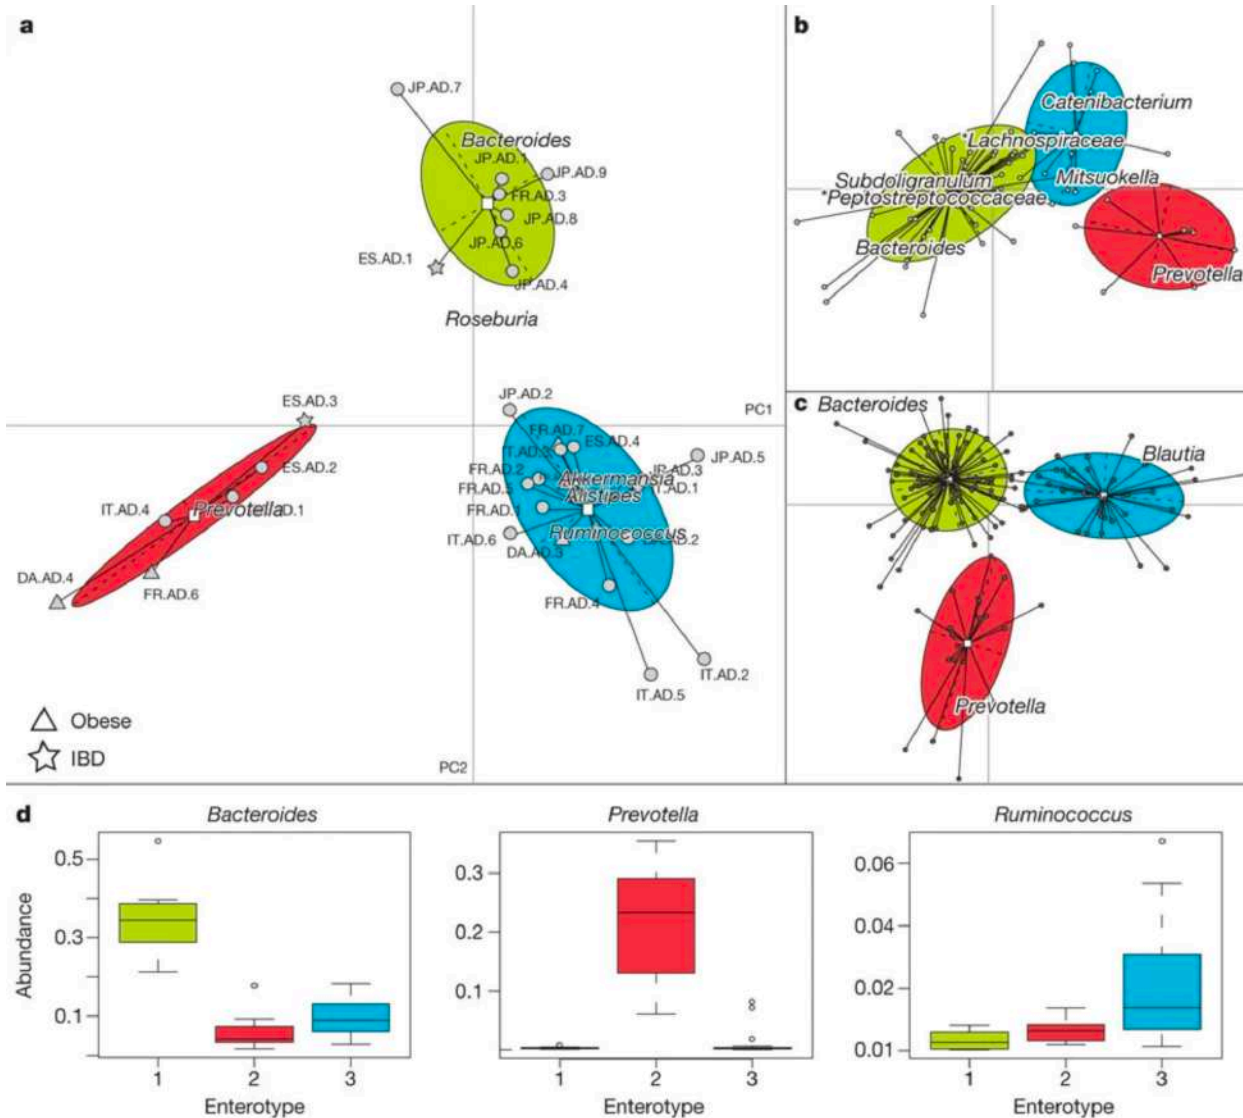 a
JP.AD.7
Bacteroides
JP.AD.1
JP.AD.9
FR.AD.3
JP.AD.8
JP.AD.6
ES.AD.1
JP.AD.4
Roseburia
ES.AD.3
JP.AD.2
PC1
FR.AD.7
ES.AD.4
IT.AD.3
JP.AD.3
JP.AD.5
ES.AD.2
FR.AD.2
Akkermansia
IT.AD.1
FR.AD.5
Alistipes
Prevotella
IT.AD.4
FR.AD.1
Ruminococcus
IT.AD.6
DA.AD.3
DA.AD.4
FR.AD.6
FR.AD.4
IT.AD.2
IT.AD.5
Obese
IBD
PC2
b
Catenibacterium
*Lachnospiraceae
Mitsuokella
Subdoligranulum
*Peptostreptococcaceae
Bacteroides
Prevotella
c
Bacteroides
Blautia
Prevotella
d
Bacteroides
Abundance
0.5
0.3
0.1
1 2 3
Enterotype
Prevotella
0.3
0.2
0.1
1 2 3
Enterotype
Ruminococcus
0.06
0.04
0.02
0.01
1 2 3
Enterotype